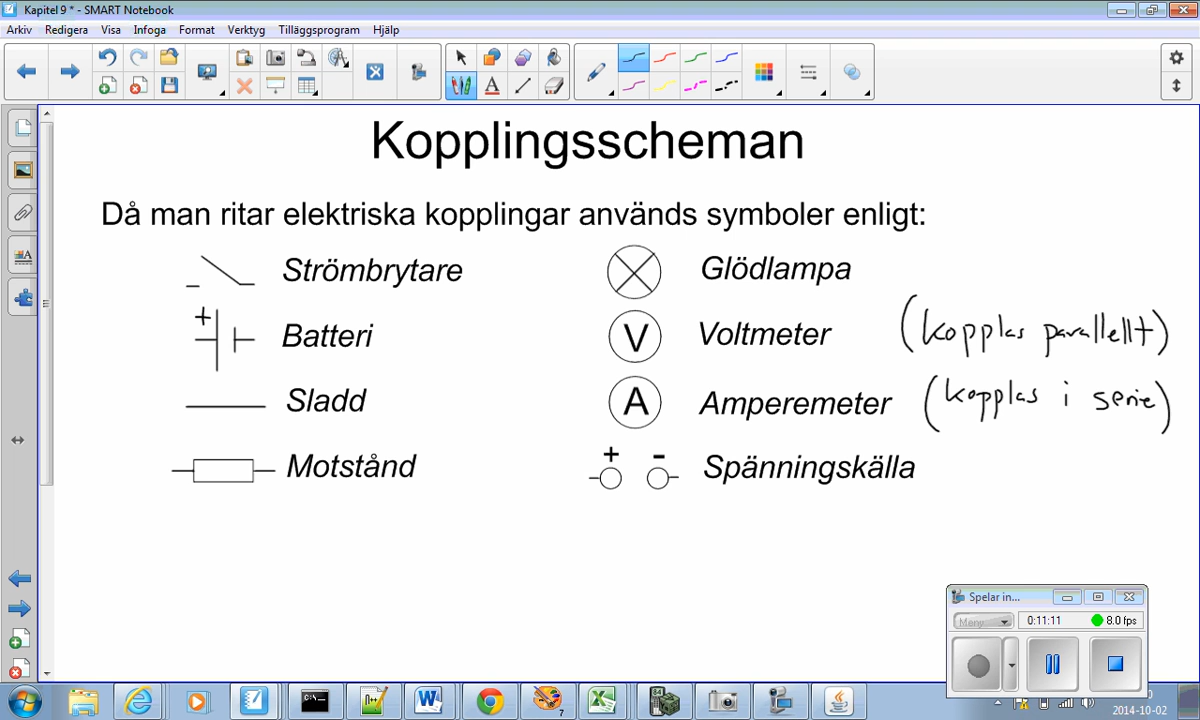 Kapitel 9 * - SMART Notebook
Arkiv Redigera Visa Infoga Format Verktyg Tilläggsprogram Hjälp
Kopplingsscheman
Då man ritar elektriska kopplingar används symboler enligt:
Strömbrytare
Glödlampa
+
Batteri
V
Voltmeter
(kopplas parallellt)
Sladd
A
Amperemeter
(kopplas i serie)
Motstånd
+ -
Spänningskälla
Spelar in...
Meny
0:11:11
8.0 fps
2014-10-02